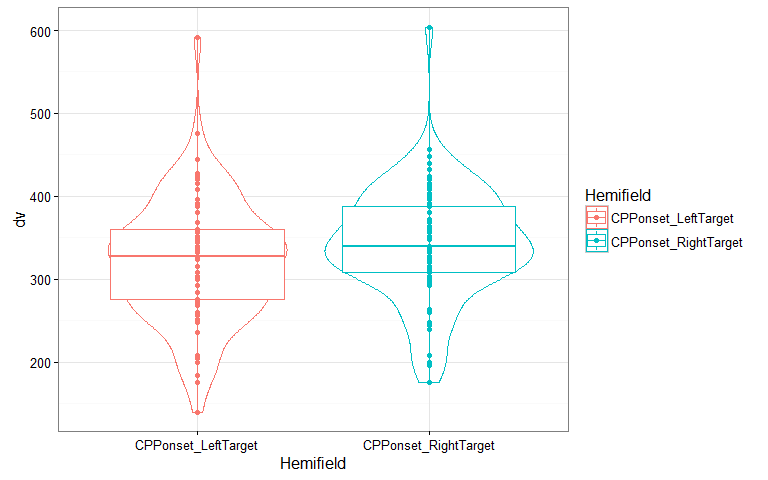 600
500
400
300
200
dv
CPPonset_LeftTarget
CPPonset_RightTarget
Hemifield
Hemifield
CPPonset_LeftTarget
CPPonset_RightTarget